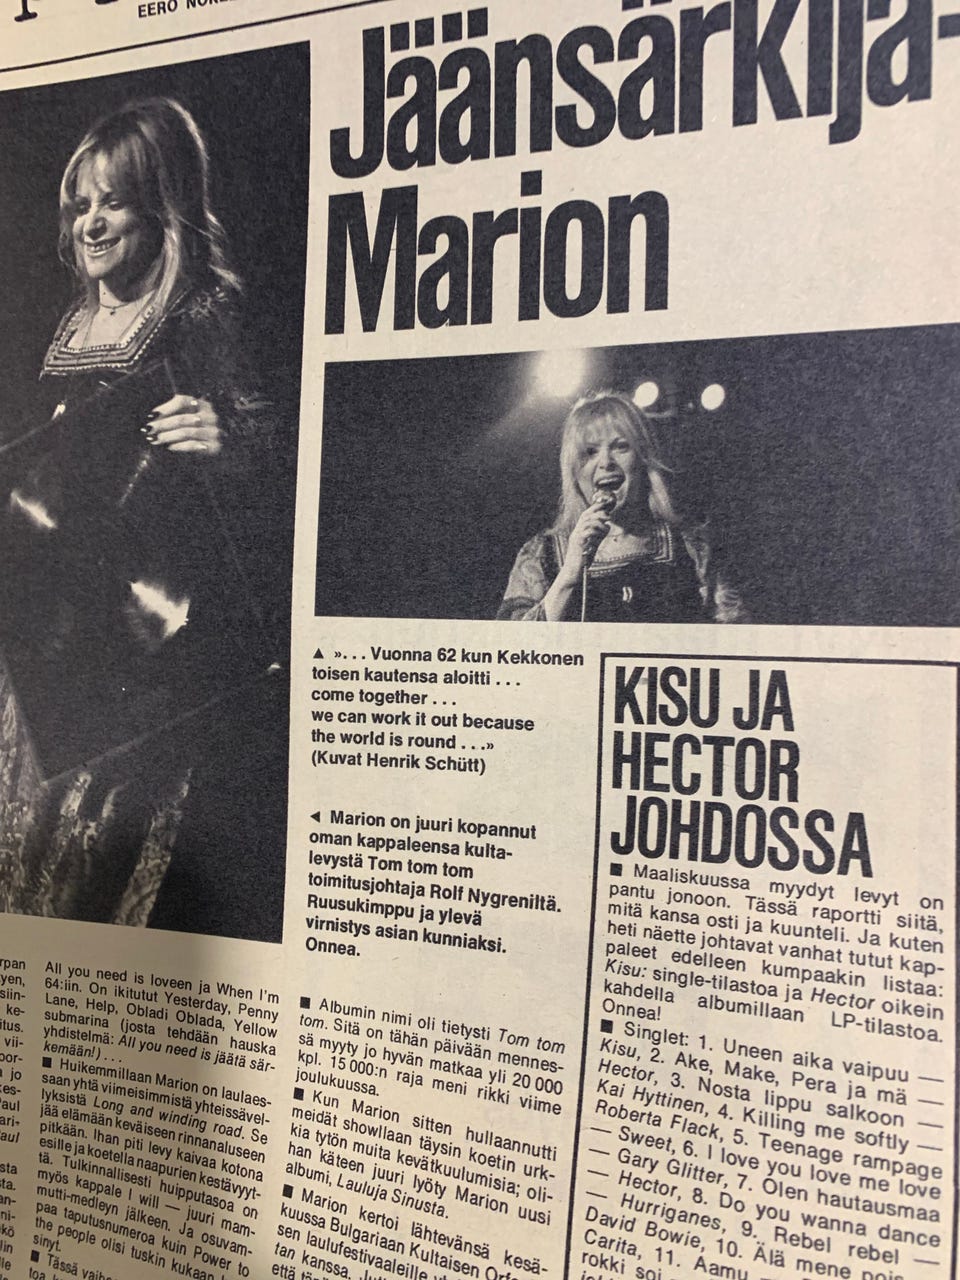 EERO
Jäänsärkijä-
Marion
▲ ». . . Vuonna 62 kun Kekkonen
toisen kautensa aloitti . . .
come together . . .
we can work it out because
the world is round . . .»
(Kuvat Henrik Schütt)
◄ Marion on juuri kopannut
oman kappaleensa kulta-
levystä Tom tom tom
toimitusjohtaja Rolf Nygreniltä.
Ruusukimppu ja ylevä
virnistys asian kunniaksi.
Onnea.
All you need is loveen ja When I'm
64:iin. On ikitutut Yesterday, Penny
Lane, Help, Obladi Oblada, Yellow
submarina (josta tehdään hauska
yhdistelmä: All you need is jäätä sär-
kemään!) . . .
■ Huikemmillaan Marion on laulaes-
saan yhtä viimeisimmistä yhteissävel-
lyksistä Long and winding road. Se
jää elämään keväiseen rinnanaluseen
pitkään. Ihan piti levy kaivaa kotona
esille ja koetella naapurien kestävyyt-
tä. Tulkinnallisesti huipputasoa on
myös kappale I will — juuri mam-
mutti-medleyn jälkeen. Ja osuvam-
paa taputusnumeroa kuin Power to
the people olisi tuskin kukaan
sinyt.
■ Albumin nimi oli tietysti Tom tom
tom. Sitä on tähän päivään mennes-
sä myyty jo hyvän matkaa yli 20 000
kpl. 15 000:n raja meni rikki viime
joulukuussa.
■ Kun Marion sitten hullaannutti
meidät showllaan täysin koetin urk-
kia tytön muita kevätkuulumisia; oli-
han käteen juuri lyöty Marion uusi
albumi, Lauluja Sinusta.
■ Marion kertoi lähtevänsä kesä-
kuussa Bulgariaan Kultaisen
sen laulufestivaaleille
tan kanssa.
että
KISU JA
HECTOR
JOHDOSSA
■ Maaliskuussa myydyt levyt on
pantu jonoon. Tässä raportti siitä,
mitä kansa osti ja kuunteli. Ja kuten
heti näette johtavat vanhat tutut kap-
paleet edelleen kumpaakin listaa:
Kisu: single-tilastoa ja Hector oikein
kahdella albumillaan LP-tilastoa.
Onnea!
■ Singlet: 1. Uneen aika vaipuu —
Kisu, 2. Ake, Make, Pera ja mä —
Hector, 3. Nosta lippu salkoon —
Kai Hyttinen, 4. Killing me softly —
Roberta Flack, 5. Teenage rampage
— Sweet, 6. I love you love me love
— Gary Glitter, 7. Olen hautausmaa
— Hector, 8. Do you wanna dance
— Hurriganes, 9. Rebel rebel —
David Bowie, 10. Älä mene pois —
Carita, 11. Aamu
rokki soi